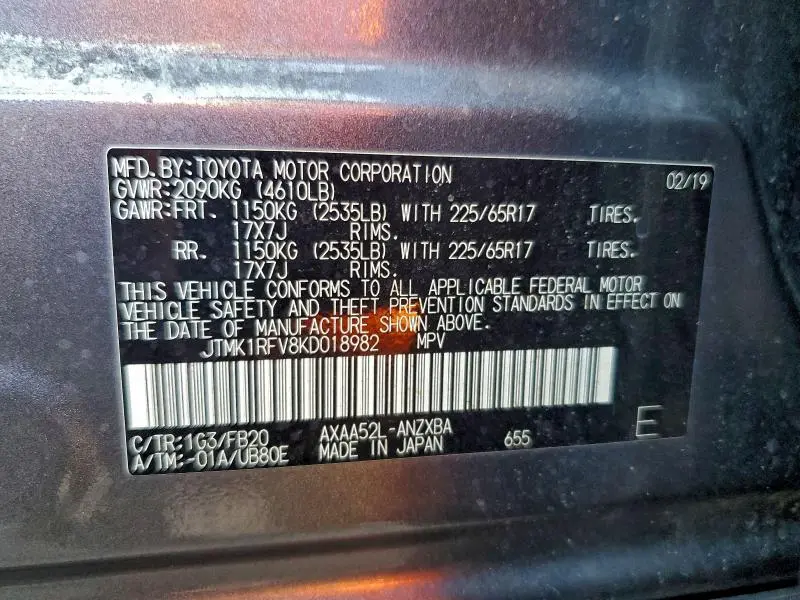 MFD. BY: TOYOTA MOTOR CORPORATION 02/19
GVWR: 2090KG (4610LB)
GAWR: FRT. 1150KG (2535LB) WITH 225/65R17 TIRES.
17X7J RIMS.
RR. 1150KG (2535LB) WITH 225/65R17 TIRES.
17X7J RIMS.
THIS VEHICLE CONFORMS TO ALL APPLICABLE FEDERAL MOTOR
VEHICLE SAFETY AND THEFT PREVENTION STANDARDS IN EFFECT ON
THE DATE OF MANUFACTURE SHOWN ABOVE.
JTMK1RFV8KD018982 MPV
C/TR: 1G3/FB20 AXAA52L-ANZXBA
A/TM: -01A/UB80E MADE IN JAPAN 655 E